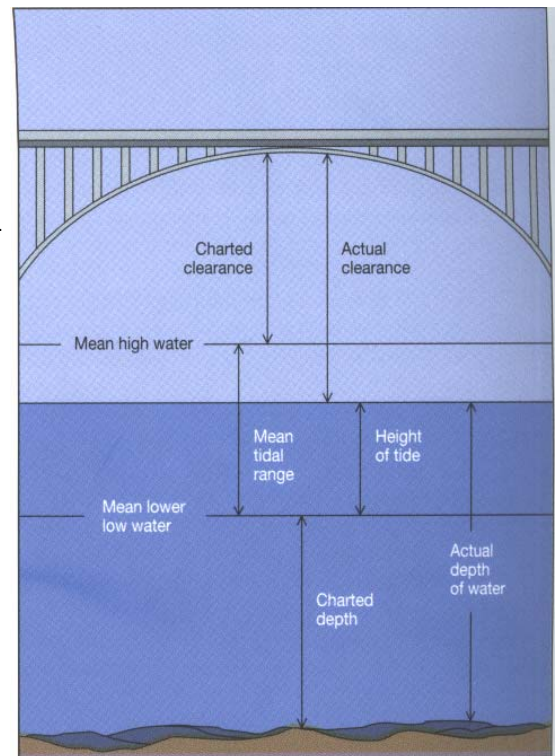 Charted
clearance
Actual
clearance
Mean high water
Mean
tidal
range
Height
of tide
Mean lower
low water
Actual
depth
of water
Charted
depth